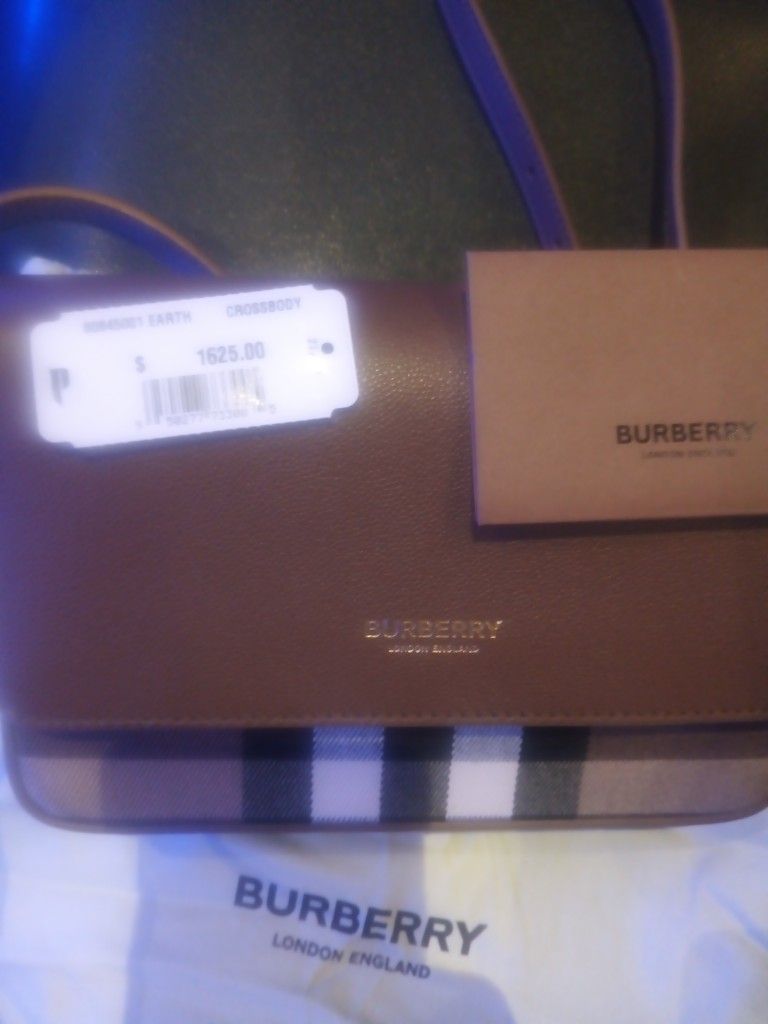 EARTH CROSSBODY
$ 1625.00
BURBERRY
BURBERRY
LONDON ENGLAND
BURBERRY
LONDON ENGLAND